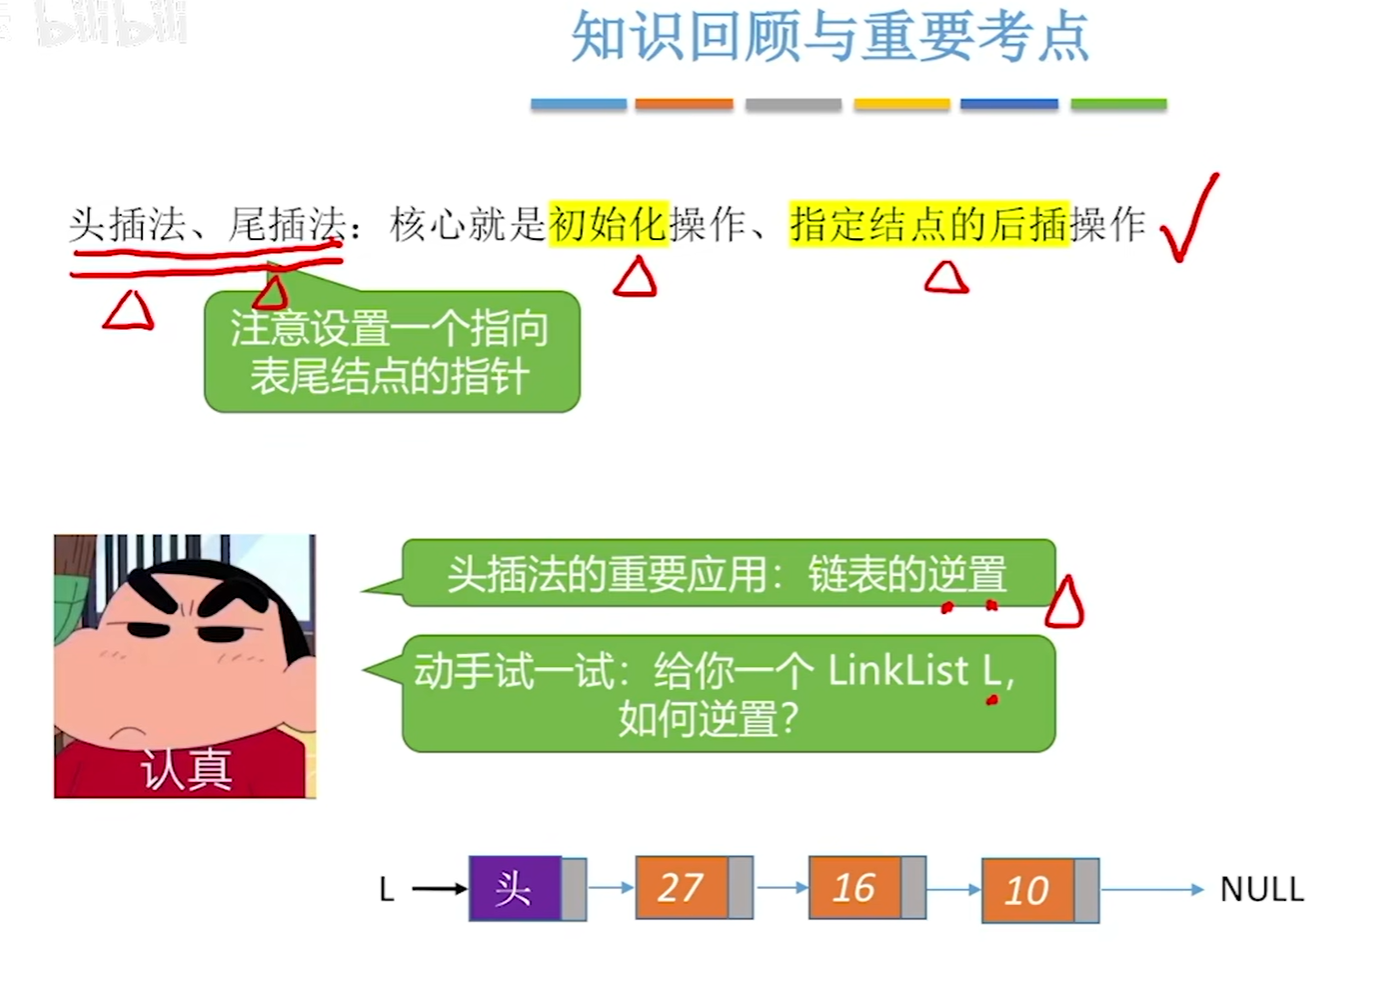 bilibili
知识回顾与重要考点
头插法、尾插法：核心就是初始化操作、指定结点的后插操作
注意设置一个指向
表尾结点的指针
头插法的重要应用：链表的逆置
动手试一试：给你一个 LinkList L，
如何逆置？
认真
L 头 27 16 10 NULL